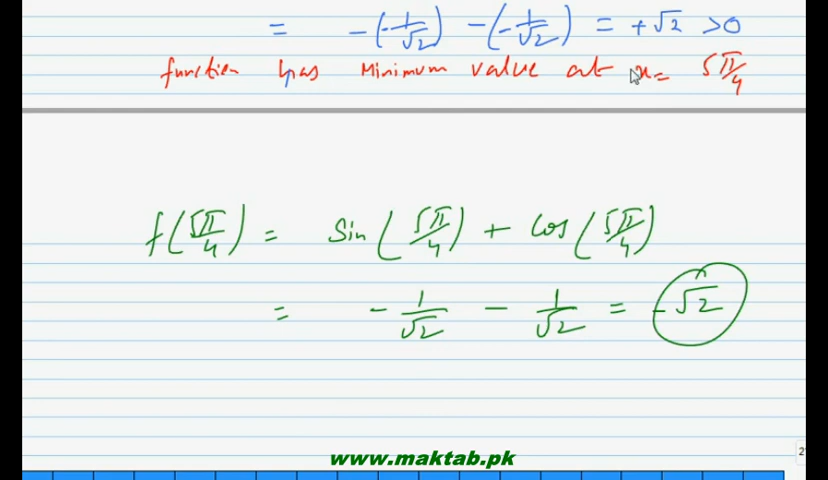 = -(-1/√2) - (-1/√2) = +√2 >0
function has Minimum value at x= 5π/4
f(5π/4) = Sin(5π/4) + Cos(5π/4)
= -1/√2 - 1/√2 = -√2
www.maktab.pk